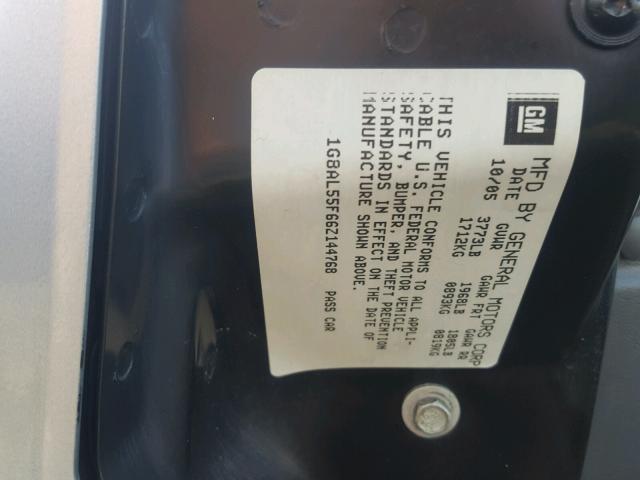 GM
MFD BY GENERAL MOTORS CORP
DATE GVWR GAWR FRT GAWR RR
10/05 3773LB 1968LB 1805LB
1712KG 0893KG 0819KG
THIS VEHICLE CONFORMS TO ALL APPLI-
CABLE U.S. FEDERAL MOTOR VEHICLE
SAFETY, BUMPER, AND THEFT PREVENTION
STANDARDS IN EFFECT ON THE DATE OF
MANUFACTURE SHOWN ABOVE.
1G8AL55F66Z144768 PASS CAR